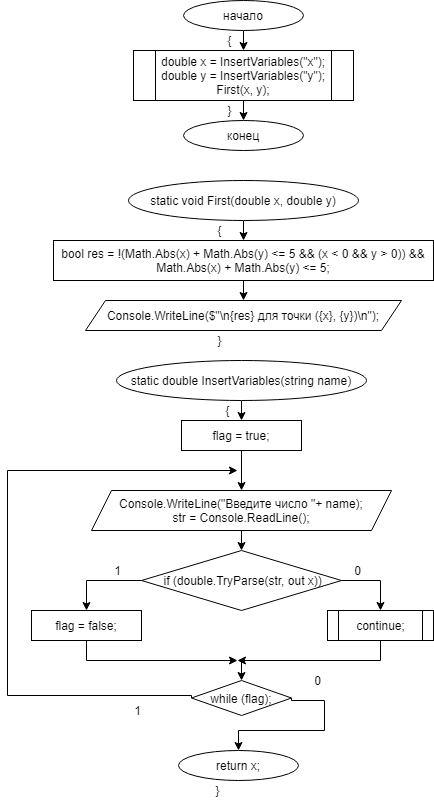 начало
{
double x = InsertVariables("x");
double y = InsertVariables("y");
First(x, y);
}
конец
static void First(double x, double y)
{
bool res = !(Math.Abs(x) + Math.Abs(y) <= 5 && (x < 0 && y > 0)) &&
Math.Abs(x) + Math.Abs(y) <= 5;
Console.WriteLine($"\n{res} для точки ({x}, {y})\n");
}
static double InsertVariables(string name)
{
flag = true;
Console.WriteLine("Введите число "+ name);
str = Console.ReadLine();
1
if (double.TryParse(str, out x))
0
flag = false;
continue;
while (flag);
0
1
return x;
}